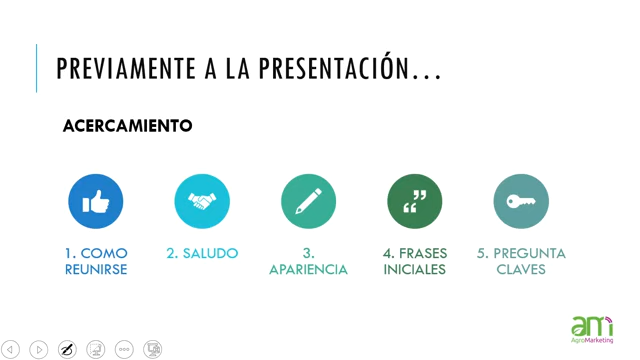 PREVIAMENTE A LA PRESENTACIÓN...
ACERCAMIENTO
1. COMO
REUNIRSE
2. SALUDO
3.
APARIENCIA
4. FRASES
INICIALES
5. PREGUNTA
CLAVES
am
AgroMarketing